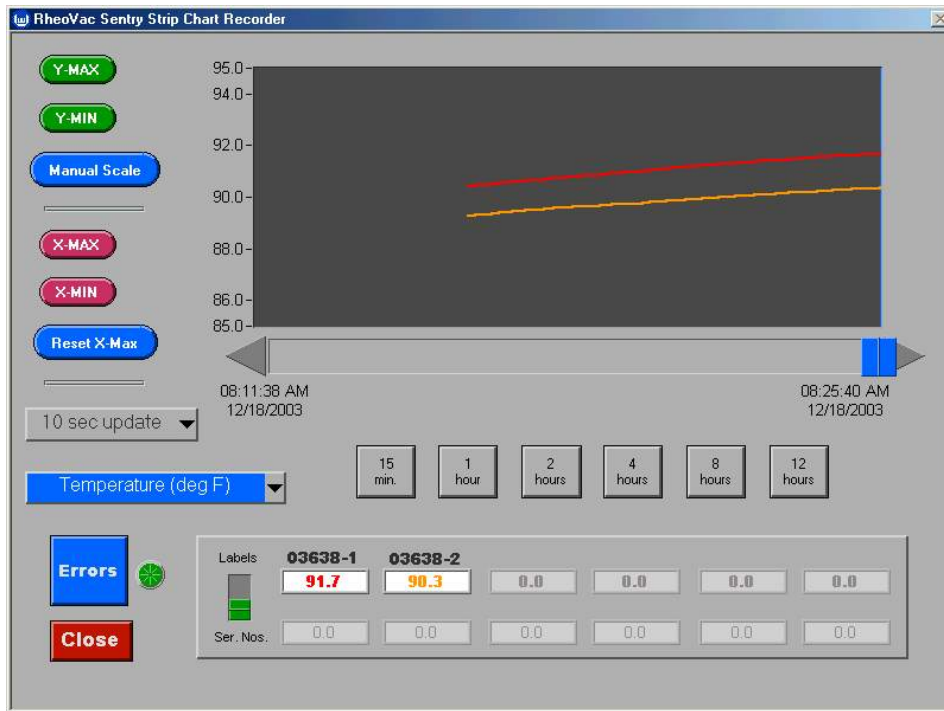 RheoVac Sentry Strip Chart Recorder
Y-MAX
Y-MIN
Manual Scale
X-MAX
X-MIN
Reset X-Max
10 sec update
Temperature (deg F)
95.0
94.0
92.0
90.0
88.0
86.0
85.0
08:11:38 AM
12/18/2003
08:25:40 AM
12/18/2003
15
min.
1
hour
2
hours
4
hours
8
hours
12
hours
Errors
Close
Labels
Ser. Nos.
03638-1 03638-2
91.7 90.3 0.0 0.0 0.0 0.0
0.0 0.0 0.0 0.0 0.0 0.0